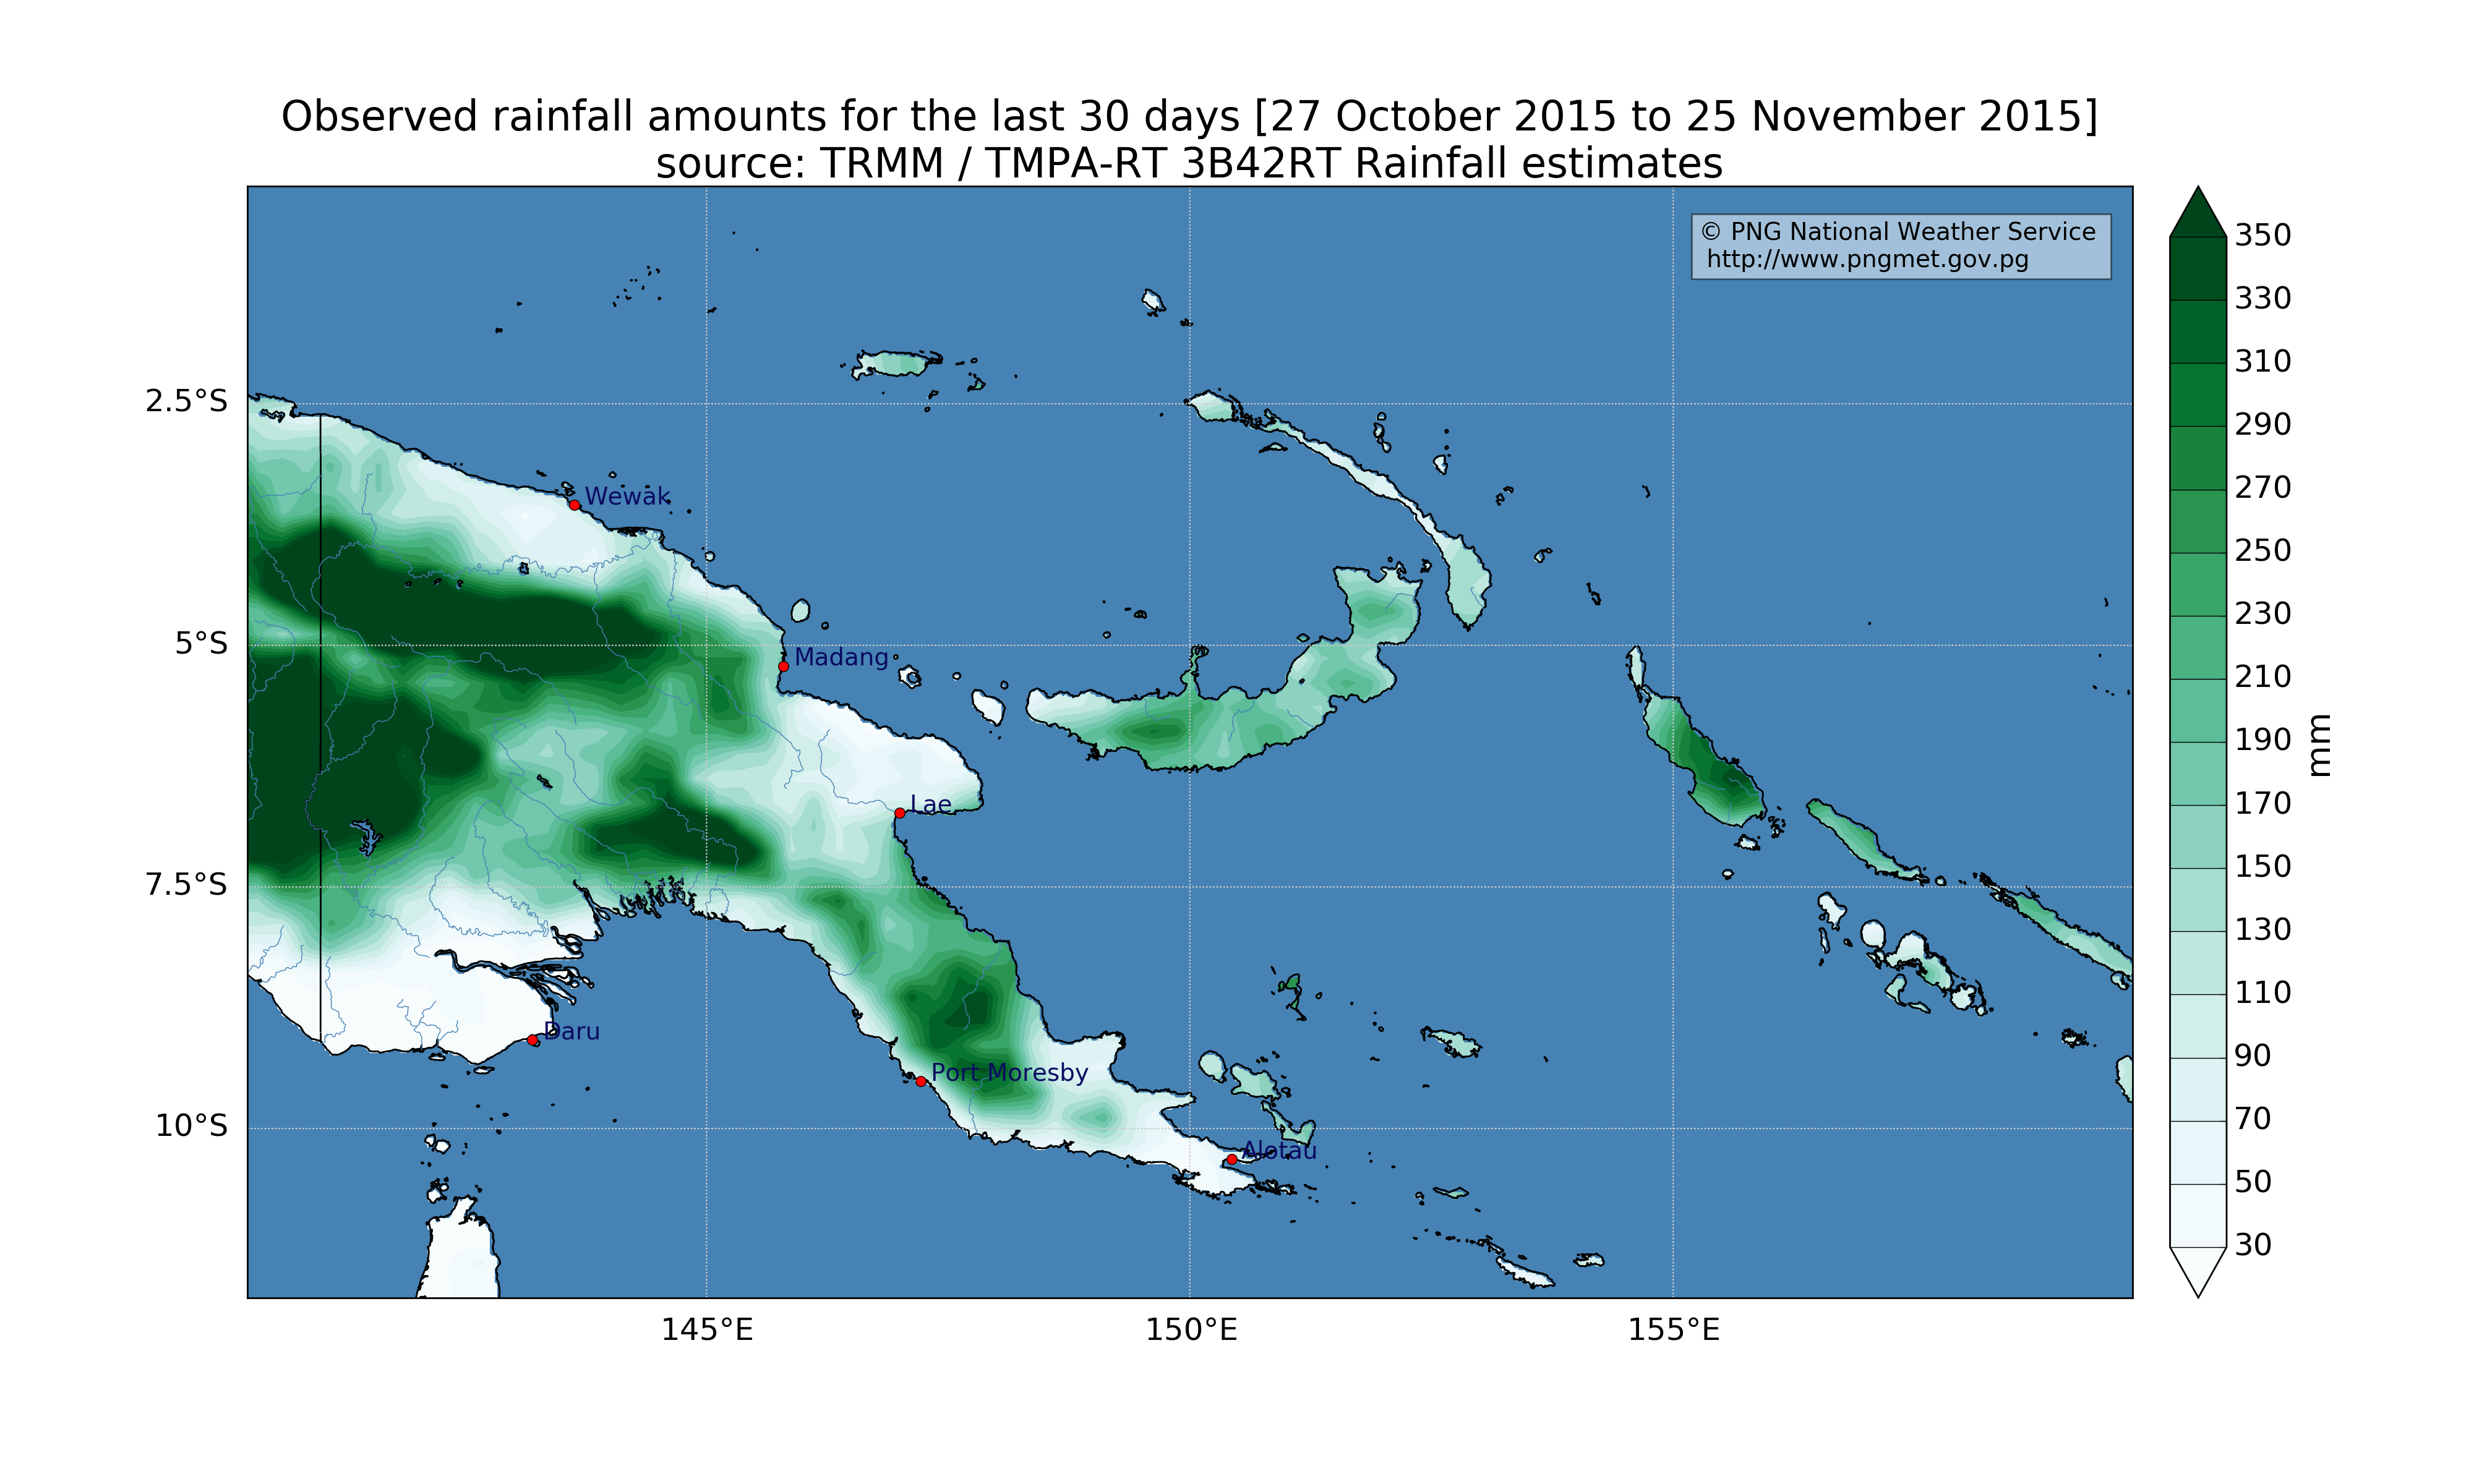 Observed rainfall amounts for the last 30 days [27 October 2015 to 25 November 2015]
source: TRMM / TMPA-RT 3B42RT Rainfall estimates
© PNG National Weather Service
http://www.pngmet.gov.pg
2.5°S
5°S
7.5°S
10°S
145°E
150°E
155°E
Wewak
Madang
Lae
Daru
Port Moresby
Alotau
350
330
310
290
270
250
230
210
190
170
150
130
110
90
70
50
30
mm